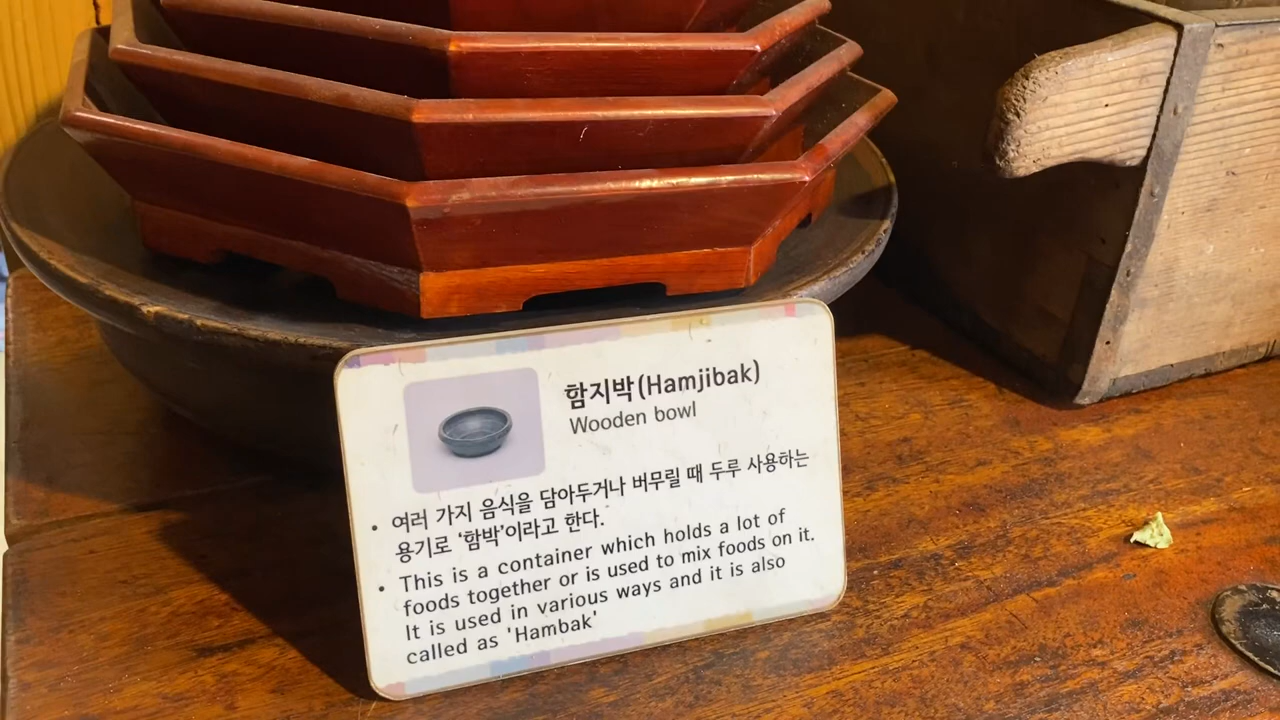 함지박(Hamjibak)
Wooden bowl
• 여러 가지 음식을 담아두거나 버무릴 때 두루 사용하는
용기로 '함박'이라고 한다.
• This is a container which holds a lot of
foods together or is used to mix foods on it.
It is used in various ways and it is also
called as 'Hambak'